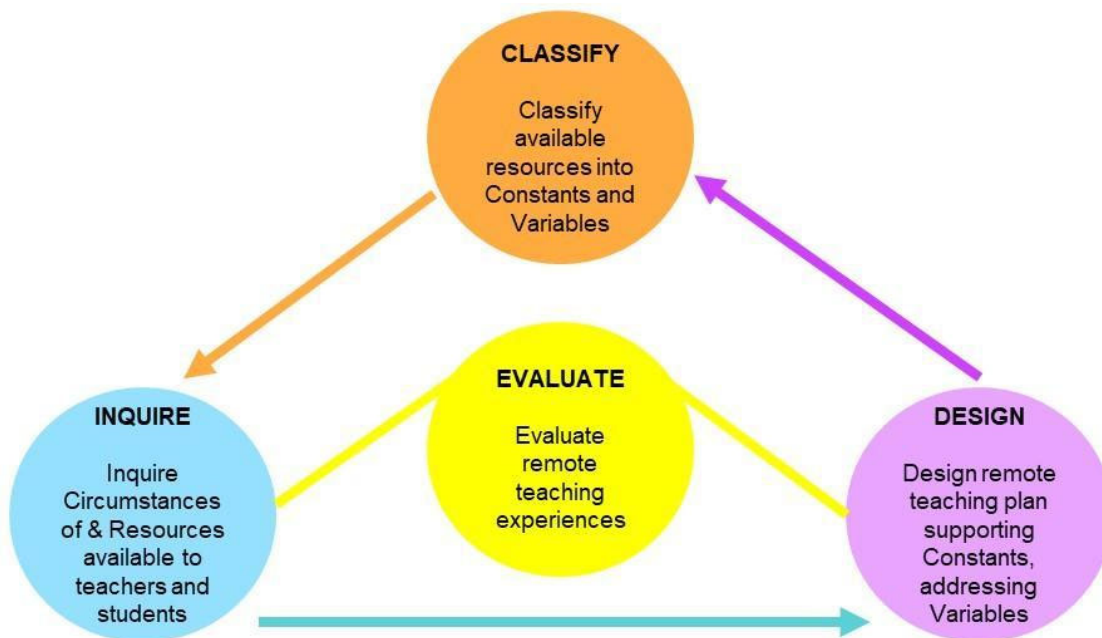 CLASSIFY
Classify
available
resources into
Constants and
Variables
EVALUATE
Evaluate
remote
teaching
experiences
INQUIRE
Inquire
Circumstances
of & Resources
available to
teachers and
students
DESIGN
Design remote
teaching plan
supporting
Constants,
addressing
Variables